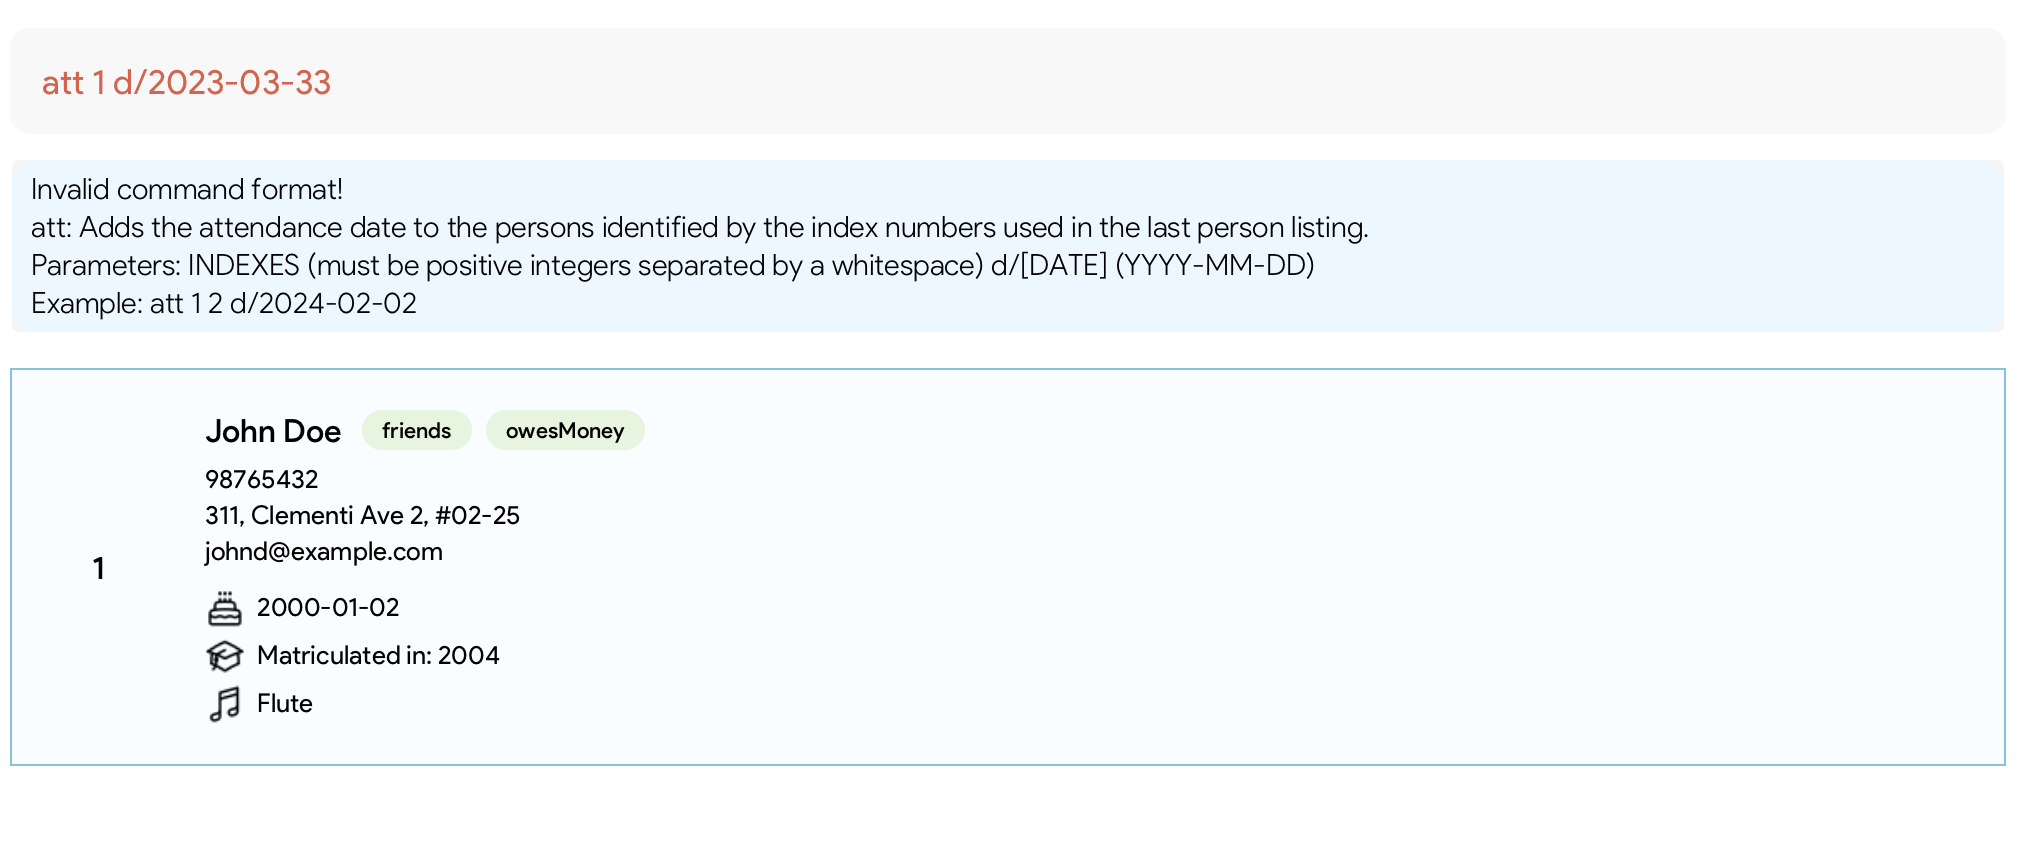 att 1 d/2023-03-33
Invalid command format!
att: Adds the attendance date to the persons identified by the index numbers used in the last person listing.
Parameters: INDEXES (must be positive integers separated by a whitespace) d/[DATE] (YYYY-MM-DD)
Example: att 1 2 d/2024-02-02
John Doe friends owesMoney
98765432
311, Clementi Ave 2, #02-25
johnd@example.com
1
2000-01-02
Matriculated in: 2004
Flute